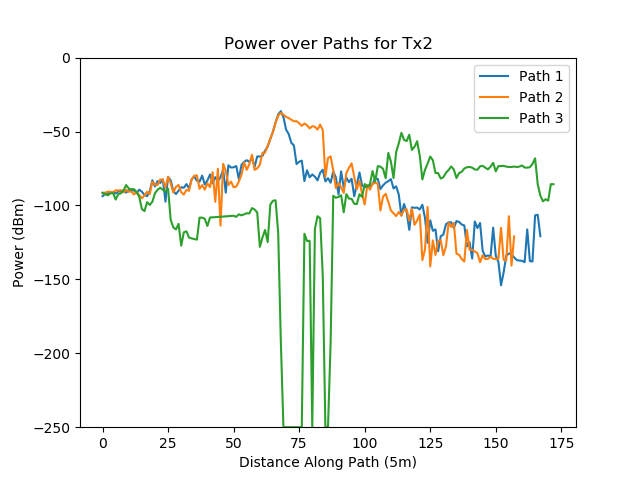 Power over Paths for Tx2
Path 1
Path 2
Path 3
Power (dBm)
0
−50
−100
−150
−200
−250
0
25
50
75
100
125
150
175
Distance Along Path (5m)